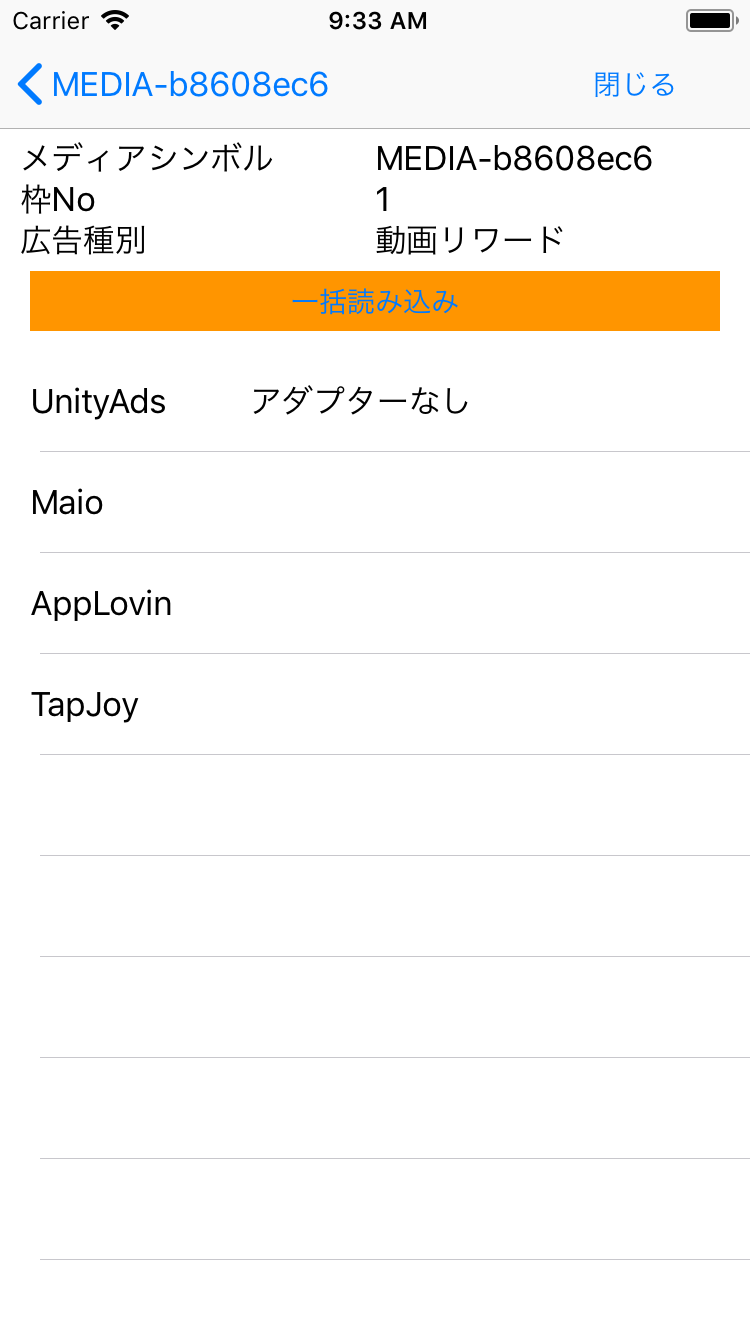 Carrier 9:33 AM
MEDIA-b8608ec6 閉じる
メディアシンボル MEDIA-b8608ec6
枠No 1
広告種別 動画リワード
一括読み込み
UnityAds アダプターなし
Maio
AppLovin
TapJoy